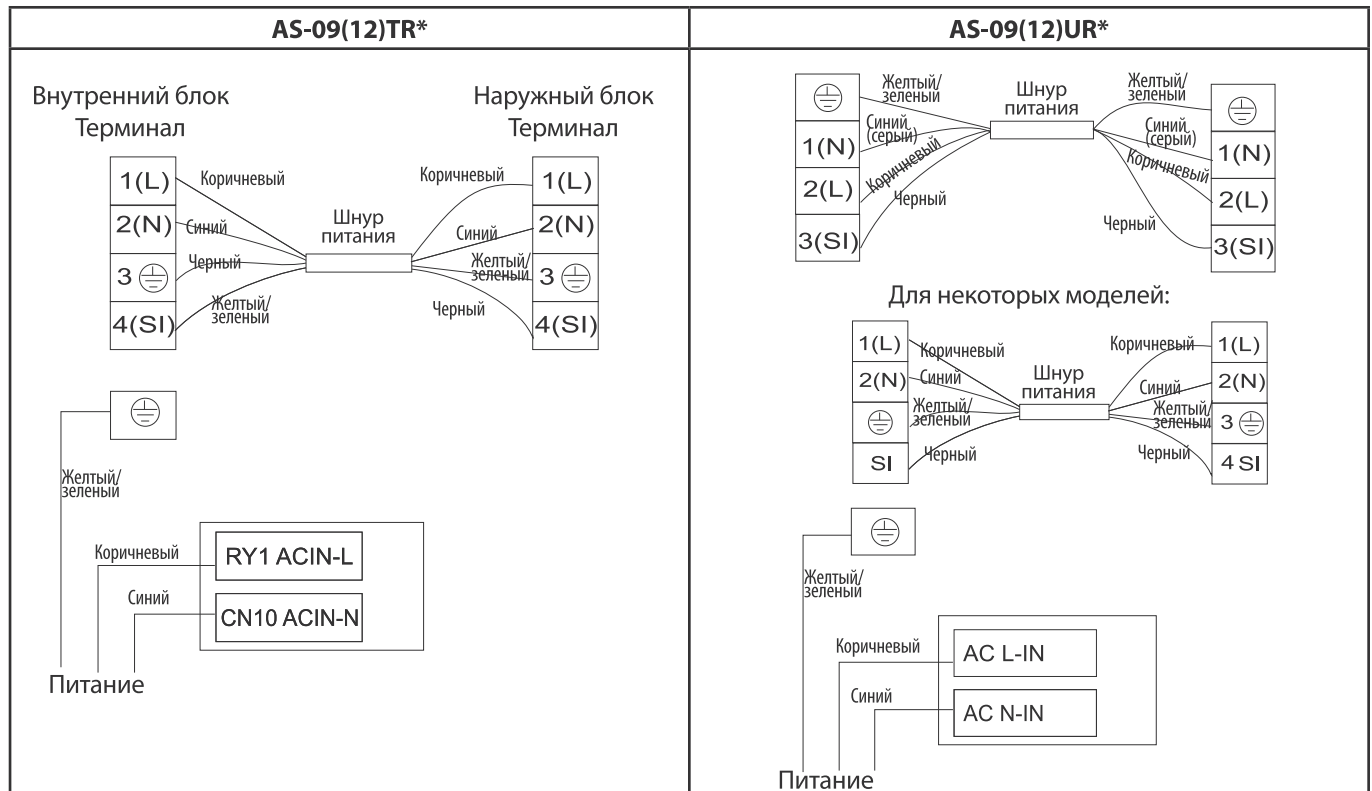 AS-09(12)TR*
Внутренний блок
Терминал
Наружный блок
Терминал
1(L)
2(N)
3
4(SI)
Коричневый
Синий
Черный
Желтый/
зеленый
Шнур
питания
Коричневый
Синий
Желтый/
зеленый
Черный
1(L)
2(N)
3
4(SI)
Желтый/
зеленый
Коричневый
RY1 ACIN-L
Синий
CN10 ACIN-N
Питание
AS-09(12)UR*
1(N)
2(L)
3(SI)
Желтый/
зеленый
Синий
(серый)
Коричневый
Черный
Шнур
питания
Желтый/
зеленый
Синий
(серый)
Коричневый
Черный
1(N)
2(L)
3(SI)
Для некоторых моделей:
1(L)
2(N)
SI
Коричневый
Синий
Желтый/
зеленый
Черный
Шнур
питания
Коричневый
Синий
Желтый/
зеленый
Черный
1(L)
2(N)
3
4 SI
Желтый/
зеленый
Коричневый
AC L-IN
Синий
AC N-IN
Питание